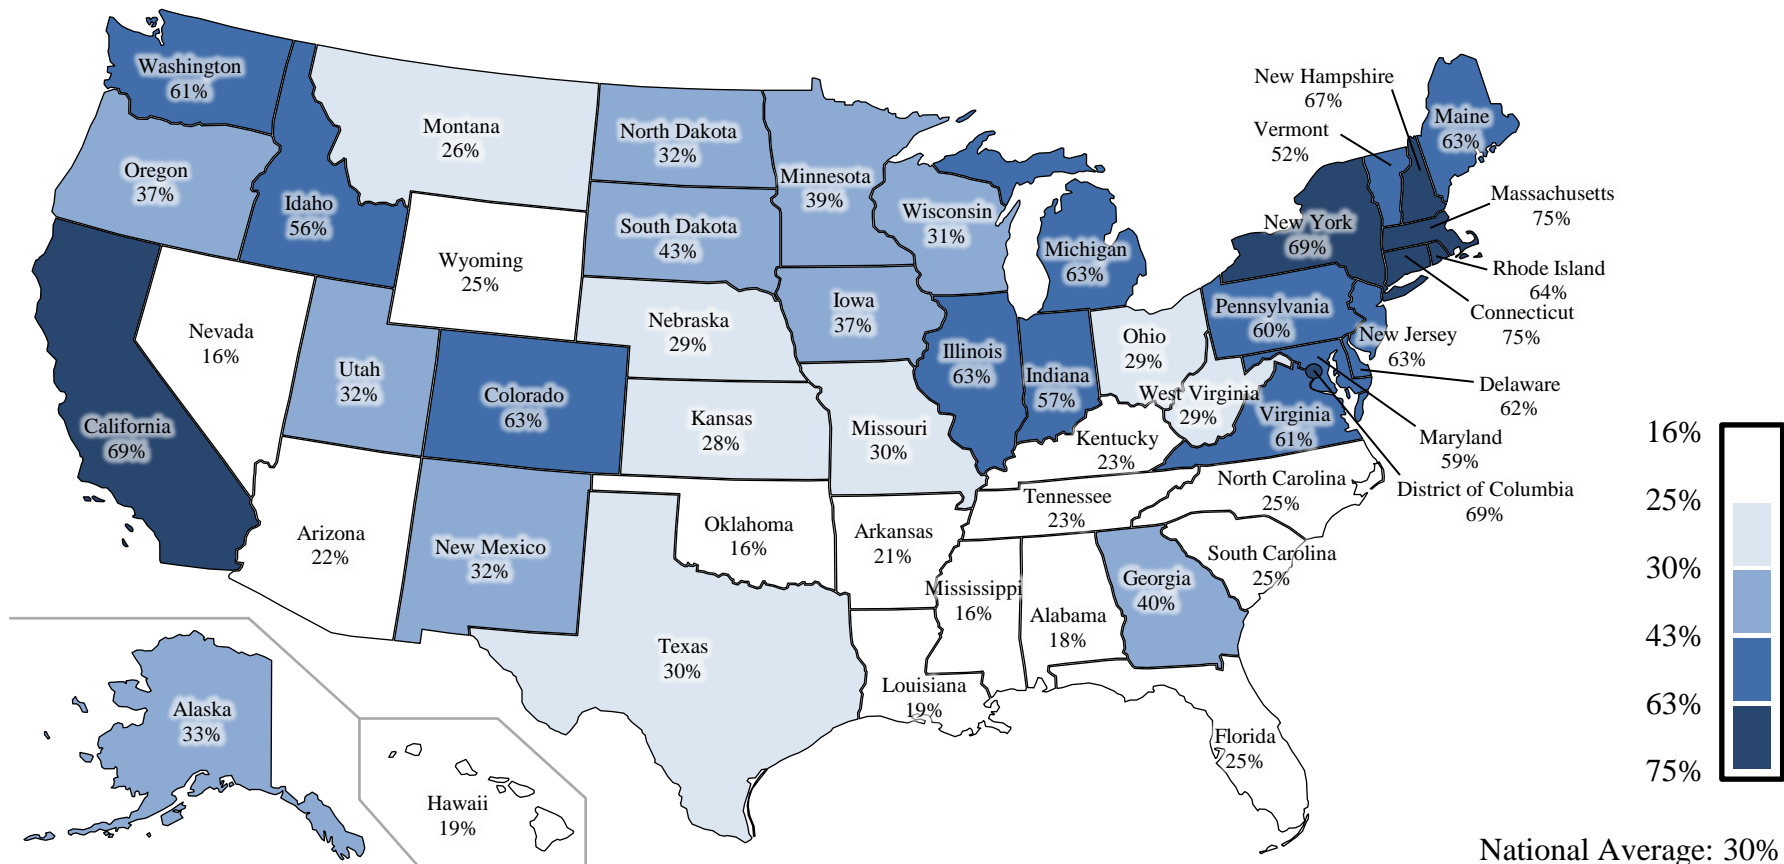 Washington
61%
Montana
26%
North Dakota
32%
Minnesota
39%
New Hampshire
67%
Vermont
52%
Maine
63%
Oregon
37%
Idaho
56%
South Dakota
43%
Wisconsin
31%
Michigan
63%
New York
69%
Massachusetts
75%
Wyoming
25%
Rhode Island
64%
Connecticut
75%
Nevada
16%
Utah
32%
Colorado
63%
Nebraska
29%
Iowa
37%
Illinois
63%
Indiana
57%
Ohio
29%
Pennsylvania
60%
New Jersey
63%
Delaware
62%
California
69%
Kansas
28%
Missouri
30%
Kentucky
23%
West Virginia
29%
Virginia
61%
Maryland
59%
District of Columbia
69%
Arizona
22%
New Mexico
32%
Oklahoma
16%
Arkansas
21%
Tennessee
23%
North Carolina
25%
South Carolina
25%
Texas
30%
Louisiana
19%
Mississippi
16%
Alabama
18%
Georgia
40%
Florida
25%
Alaska
33%
Hawaii
19%
16%
25%
30%
43%
63%
75%
National Average: 30%